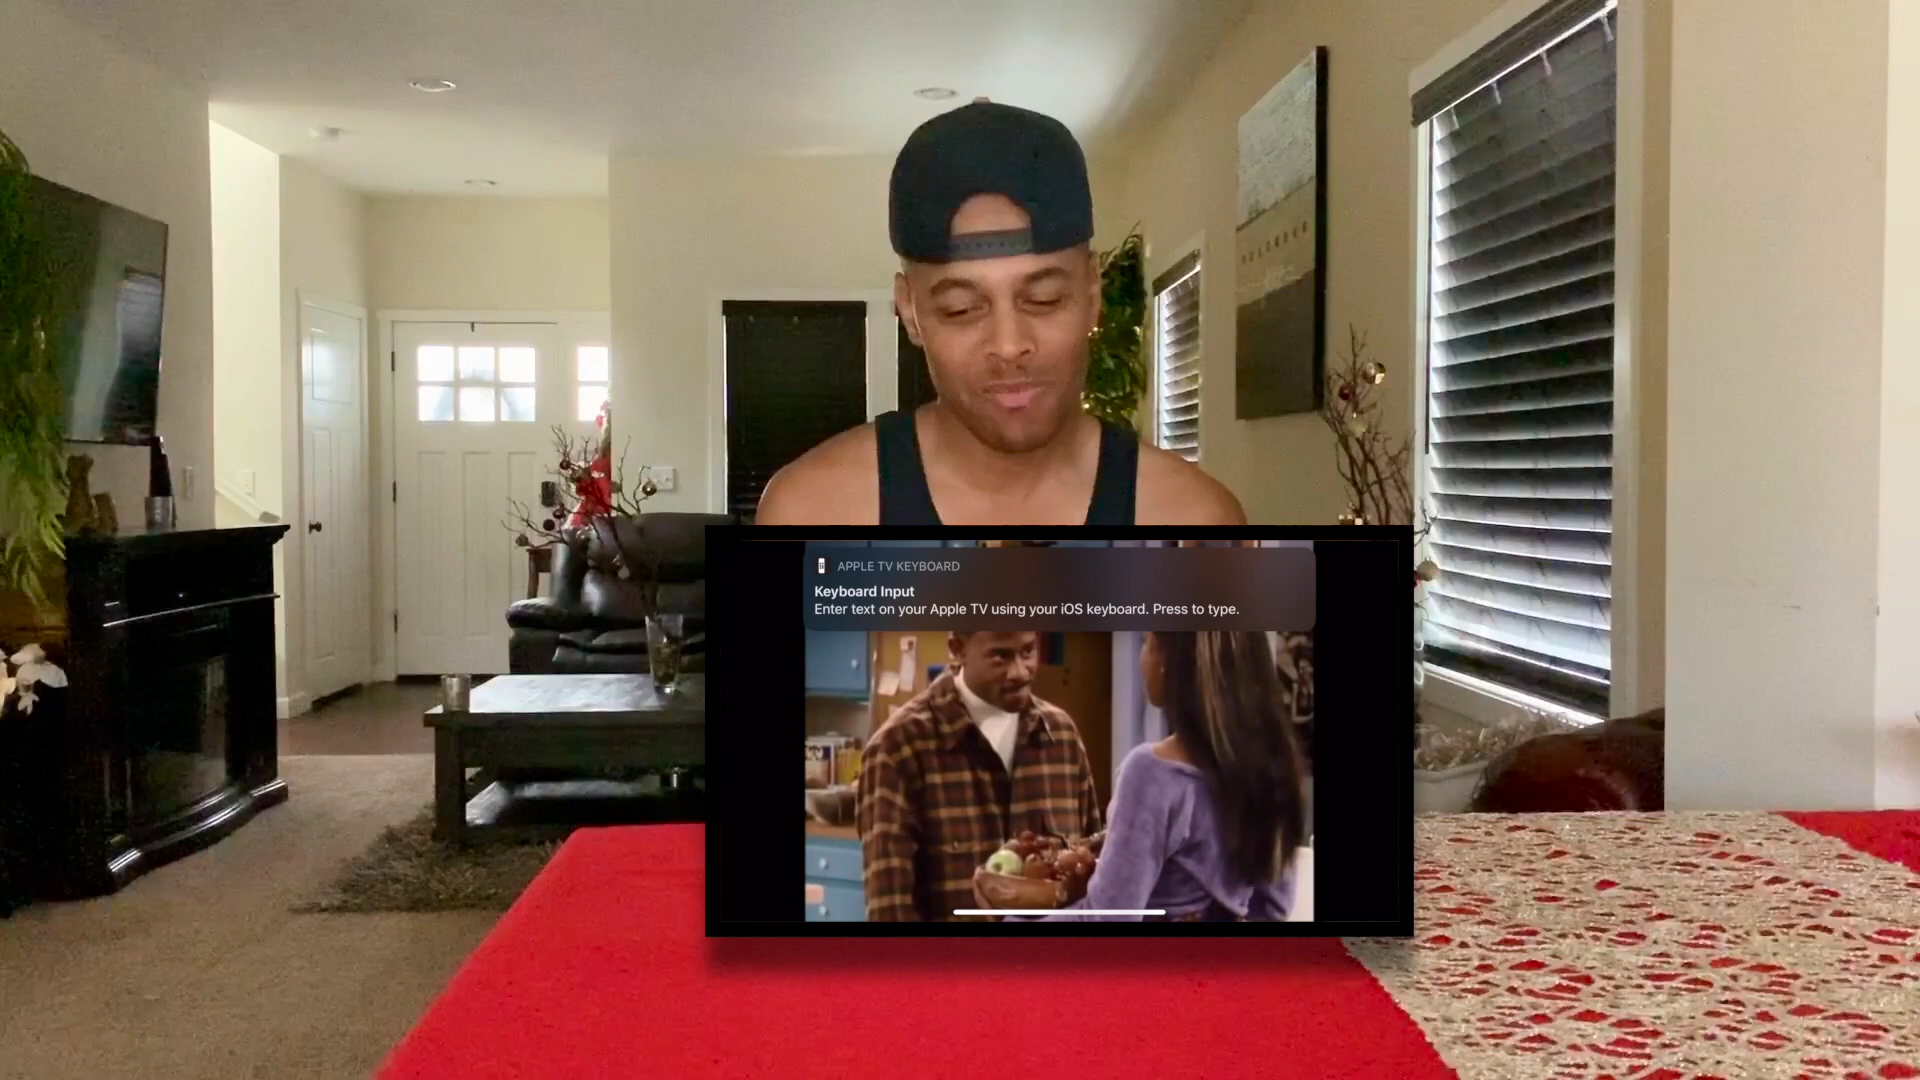 APPLE TV KEYBOARD
Keyboard Input
Enter text on your Apple TV using your iOS keyboard. Press to type.